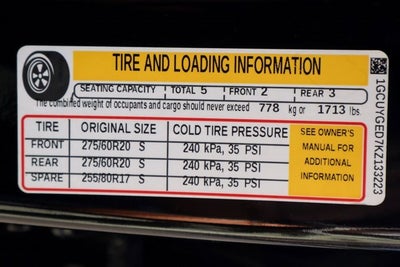 TIRE AND LOADING INFORMATION
SEATING CAPACITY TOTAL 5 FRONT 2 REAR 3
The combined weight of occupants and cargo should never exceed 778 kg or 1713 lbs.
TIRE ORIGINAL SIZE COLD TIRE PRESSURE
FRONT 275/60R20 S 240 kPa, 35 PSI
REAR 275/60R20 S 240 kPa, 35 PSI
SPARE 255/80R17 S 240 kPa, 35 PSI
SEE OWNER'S
MANUAL FOR
ADDITIONAL
INFORMATION
1GCUYGED7KZ133223